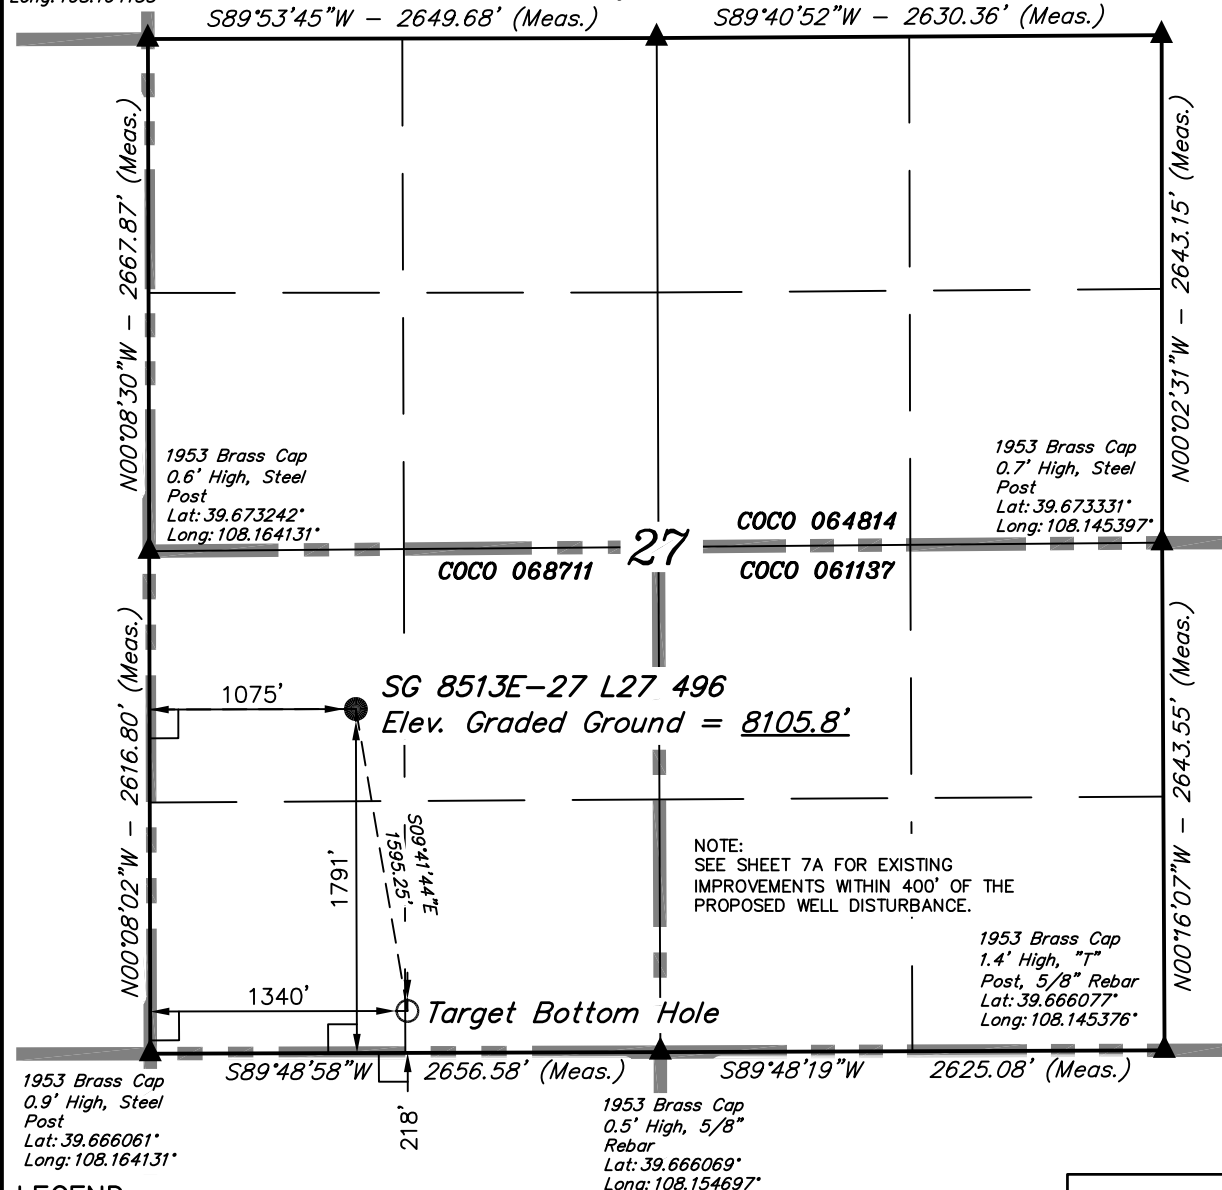 S89°53'45"W – 2649.68' (Meas.)
S89°40'52"W – 2630.36' (Meas.)
N00°08'30"W – 2667.87' (Meas.)
N00°02'31"W – 2643.15' (Meas.)
1953 Brass Cap
0.6' High, Steel
Post
Lat: 39.673242°
Long: 108.164131°
1953 Brass Cap
0.7' High, Steel
Post
Lat: 39.673331°
Long: 108.145397°
COCO 064814
27
COCO 068711
COCO 061137
N00°08'02"W – 2616.80' (Meas.)
N00°16'07"W – 2643.55' (Meas.)
1075'
SG 8513E–27 L27 496
Elev. Graded Ground = 8105.8'
1791'
S09°41'44"E
1595.25'
NOTE:
SEE SHEET 7A FOR EXISTING
IMPROVEMENTS WITHIN 400' OF THE
PROPOSED WELL DISTURBANCE.
1953 Brass Cap
1.4' High, "T"
Post, 5/8" Rebar
Lat: 39.666077°
Long: 108.145376°
1340'
Target Bottom Hole
S89°48'58"W 2656.58' (Meas.)
S89°48'19"W 2625.08' (Meas.)
218'
1953 Brass Cap
0.9' High, Steel
Post
Lat: 39.666061°
Long: 108.164131°
1953 Brass Cap
0.5' High, 5/8"
Rebar
Lat: 39.666069°
Long: 108.154697°